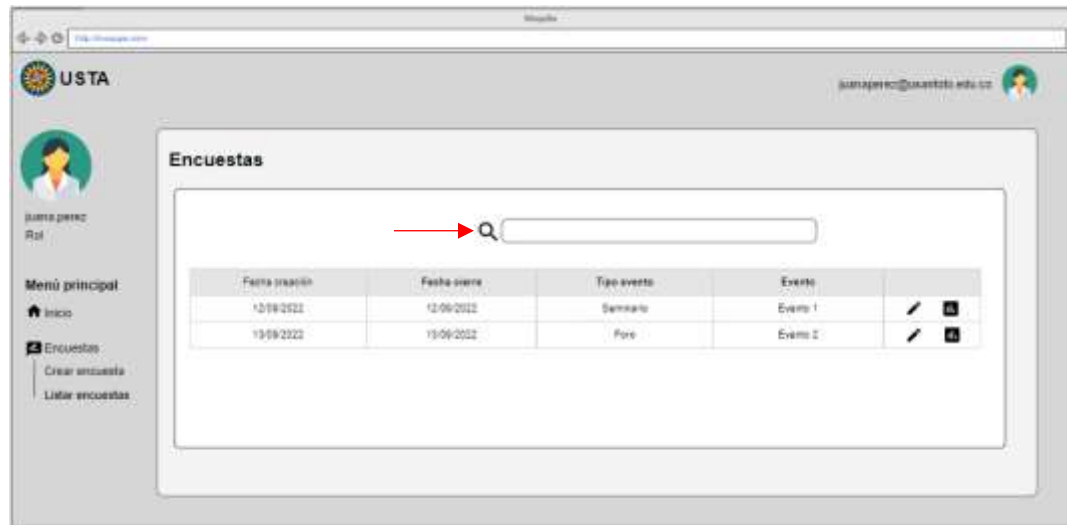 USTA
juanaperez@usantoto.edu.co
juana.perez
Rol
Menú principal
Inicio
Encuestas
Crear encuesta
Listar encuestas
Encuestas
Fecha creación Fecha cierre Tipo evento Evento
12/09/2022 12/09/2022 Seminario Evento 1
13/09/2022 13/09/2022 Foro Evento 2